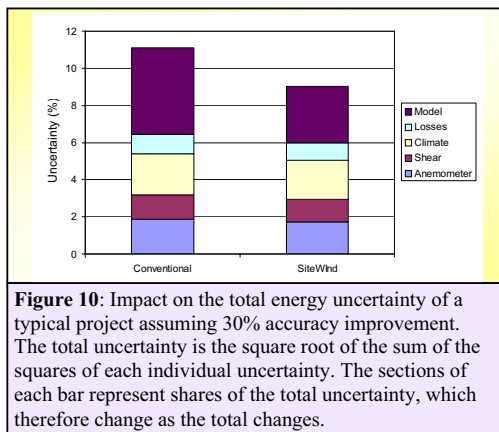 12
10
8
6
4
2
0
Uncertainty (%)
Conventional
SiteWInd
Model
Losses
Climate
Shear
Anemometer
Figure 10: Impact on the total energy uncertainty of a
typical project assuming 30% accuracy improvement.
The total uncertainty is the square root of the sum of the
squares of each individual uncertainty. The sections of
each bar represent shares of the total uncertainty, which
therefore change as the total changes.